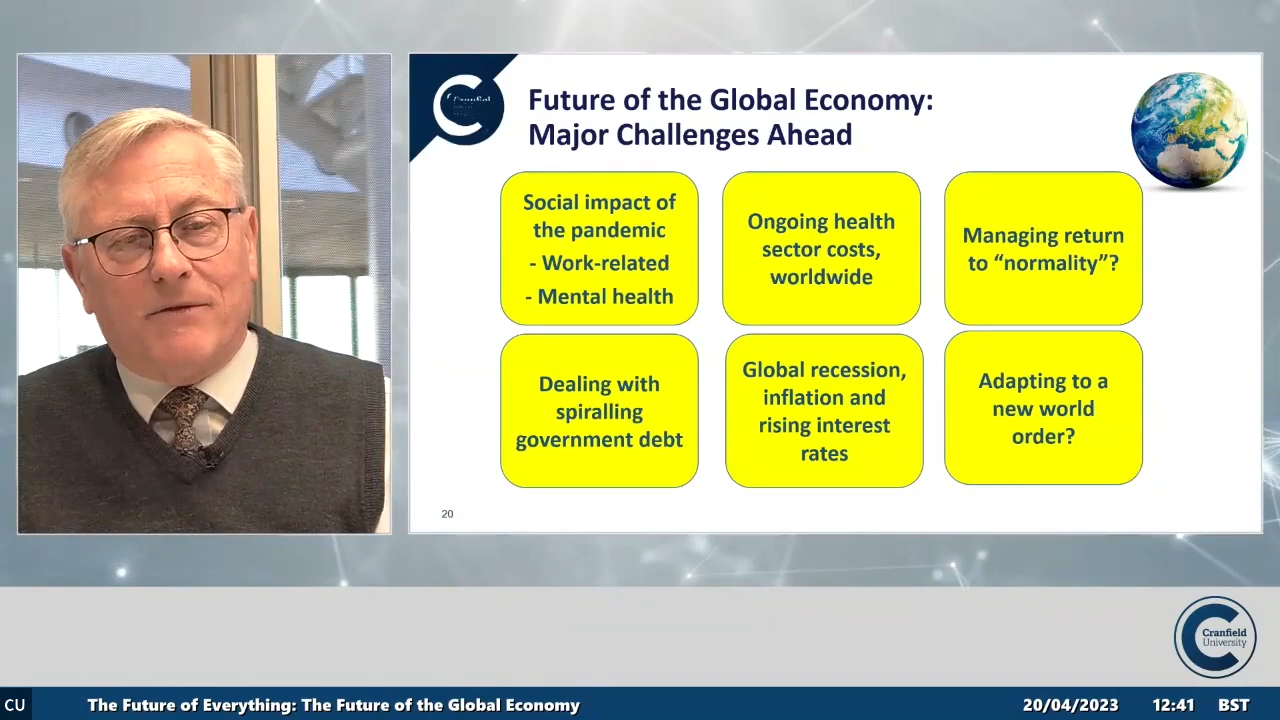 Cranfield
Future of the Global Economy:
Major Challenges Ahead
Social impact of
the pandemic
- Work-related
- Mental health
Ongoing health
sector costs,
worldwide
Managing return
to “normality”?
Dealing with
spiralling
government debt
Global recession,
inflation and
rising interest
rates
Adapting to a
new world
order?
20
Cranfield
University
CU
The Future of Everything: The Future of the Global Economy
20/04/2023 12:41 BST